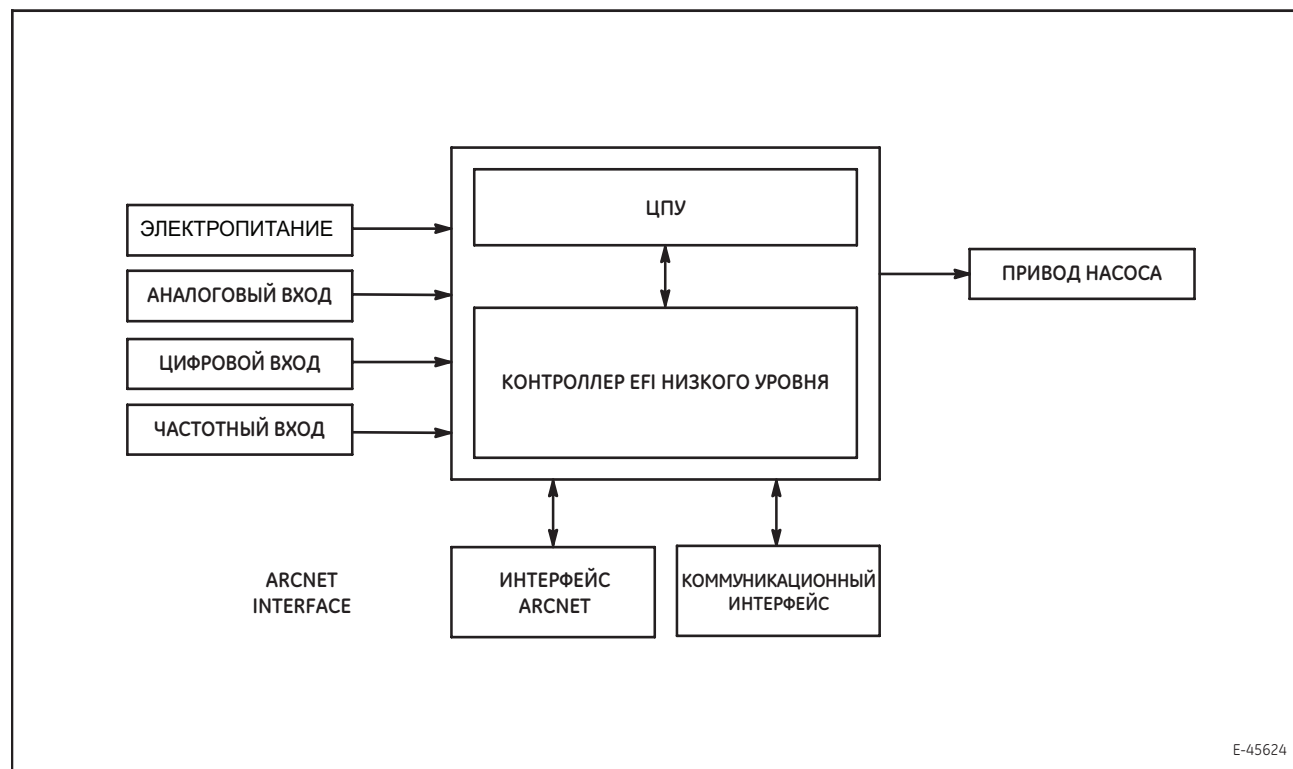 ЦПУ
ЭЛЕКТРОПИТАНИЕ
АНАЛОГОВЫЙ ВХОД
ЦИФРОВОЙ ВХОД
ЧАСТОТНЫЙ ВХОД
КОНТРОЛЛЕР EFI НИЗКОГО УРОВНЯ
ПРИВОД НАСОСА
ARCNET
INTERFACE
ИНТЕРФЕЙС
ARCNET
КОММУНИКАЦИОННЫЙ
ИНТЕРФЕЙС
E-45624